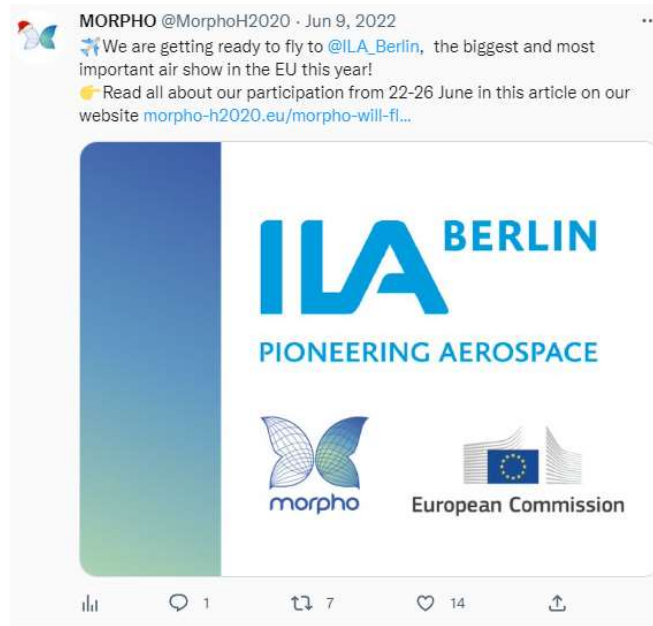 MORPHO @MorphoH2020 · Jun 9, 2022
✈️We are getting ready to fly to @ILA_Berlin, the biggest and most
important air show in the EU this year!
👉Read all about our participation from 22-26 June in this article on our
website morpho-h2020.eu/morpho-will-fl...
ILA BERLIN
PIONEERING AEROSPACE
morpho
European Commission
1 7 14